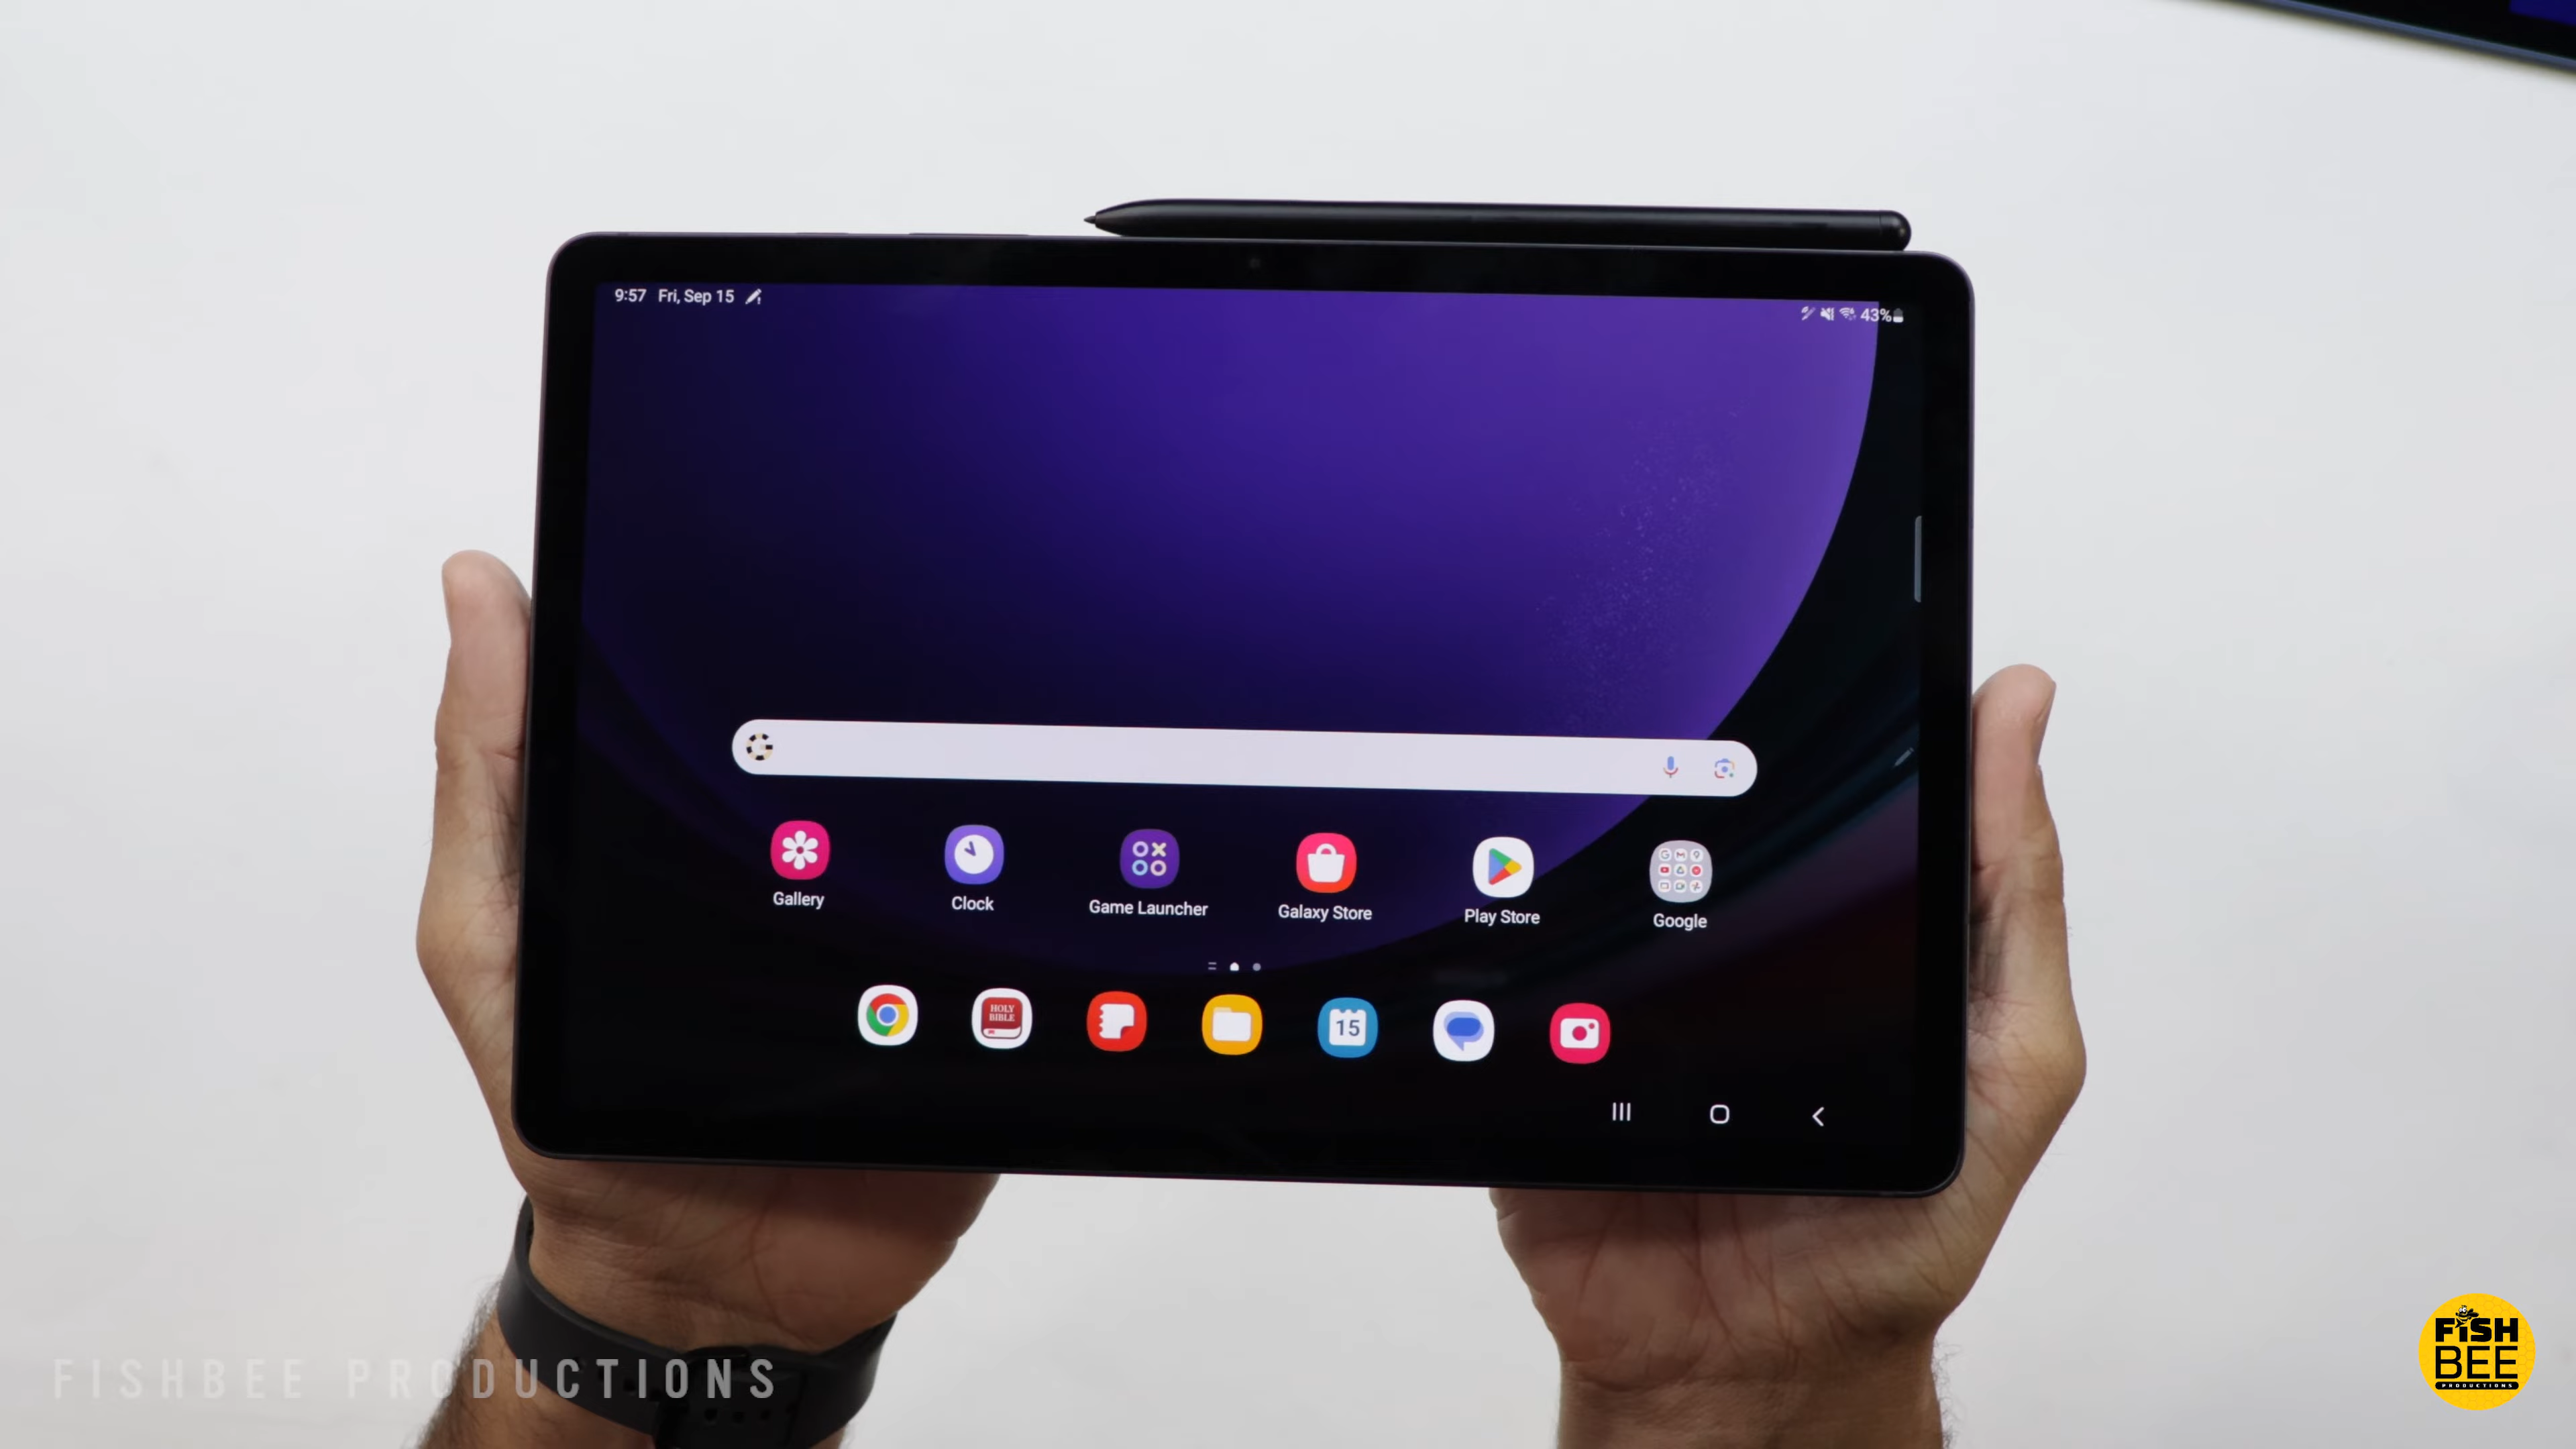 9:57 Fri, Sep 15
43%
G
Gallery
Clock
Game Launcher
Galaxy Store
Play Store
Google
HOLY
BIBLE
15
FISHBEE PRODUCTIONS
FiSH
BEE
PRODUCTIONS